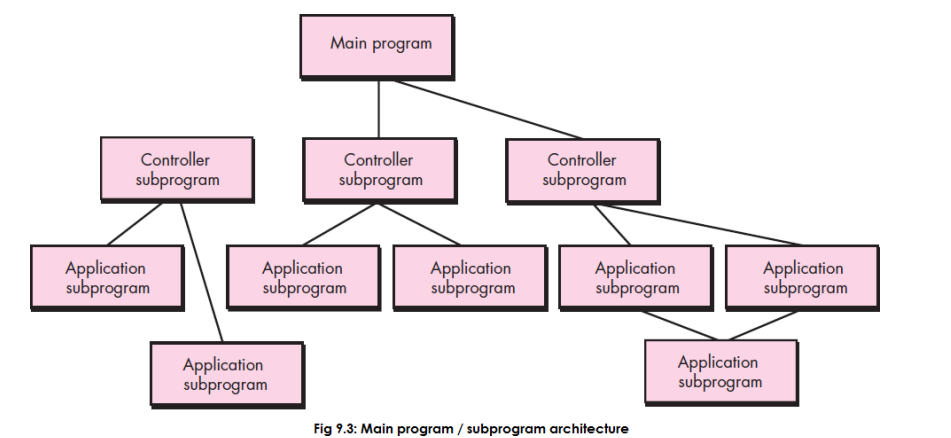 Main program
Controller
subprogram
Controller
subprogram
Controller
subprogram
Application
subprogram
Application
subprogram
Application
subprogram
Application
subprogram
Application
subprogram
Application
subprogram
Application
subprogram
Fig 9.3: Main program / subprogram architecture